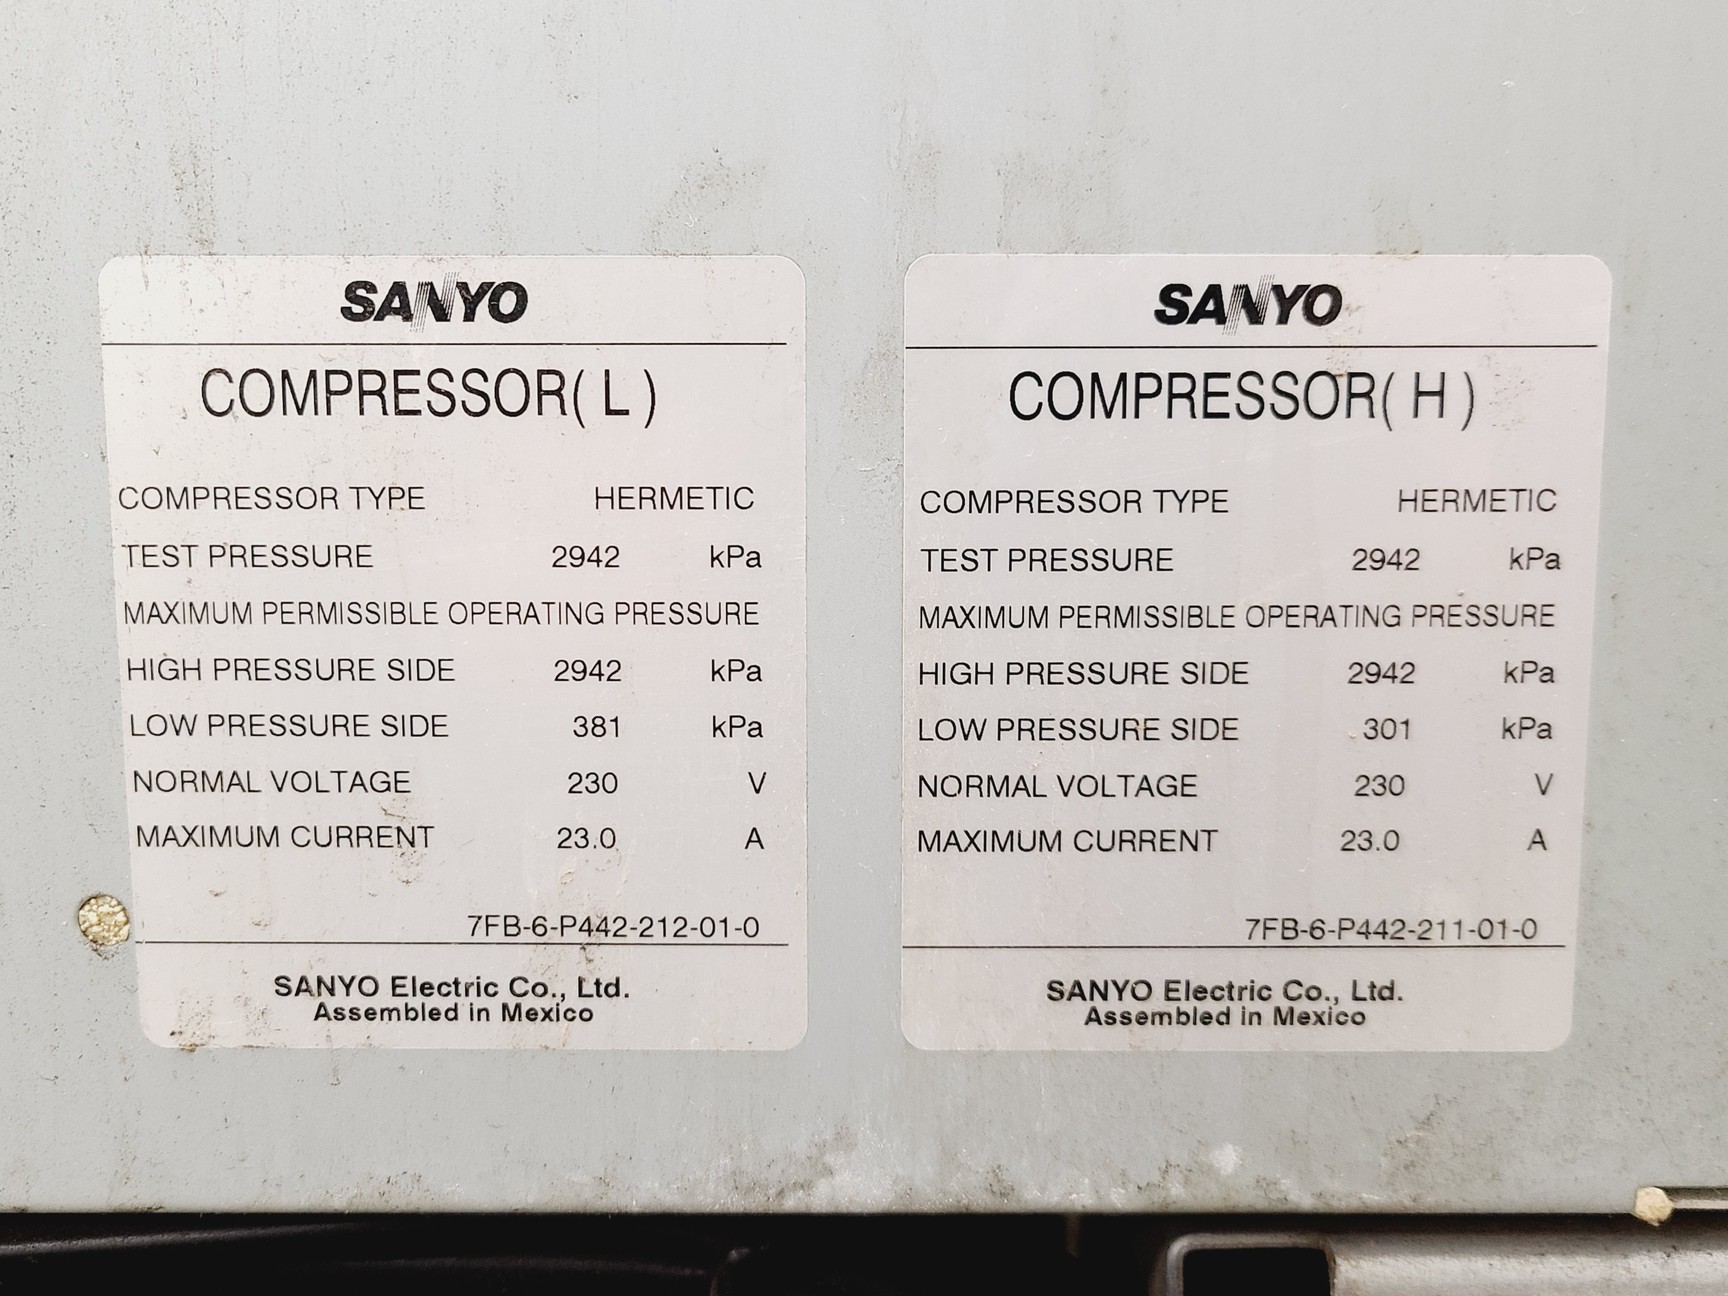 SANYO
COMPRESSOR( L )
COMPRESSOR TYPE HERMETIC
TEST PRESSURE 2942 kPa
MAXIMUM PERMISSIBLE OPERATING PRESSURE
HIGH PRESSURE SIDE 2942 kPa
LOW PRESSURE SIDE 381 kPa
NORMAL VOLTAGE 230 V
MAXIMUM CURRENT 23.0 A
7FB-6-P442-212-01-0
SANYO Electric Co., Ltd.
Assembled in Mexico
SANYO
COMPRESSOR( H )
COMPRESSOR TYPE HERMETIC
TEST PRESSURE 2942 kPa
MAXIMUM PERMISSIBLE OPERATING PRESSURE
HIGH PRESSURE SIDE 2942 kPa
LOW PRESSURE SIDE 301 kPa
NORMAL VOLTAGE 230 V
MAXIMUM CURRENT 23.0 A
7FB-6-P442-211-01-0
SANYO Electric Co., Ltd.
Assembled in Mexico